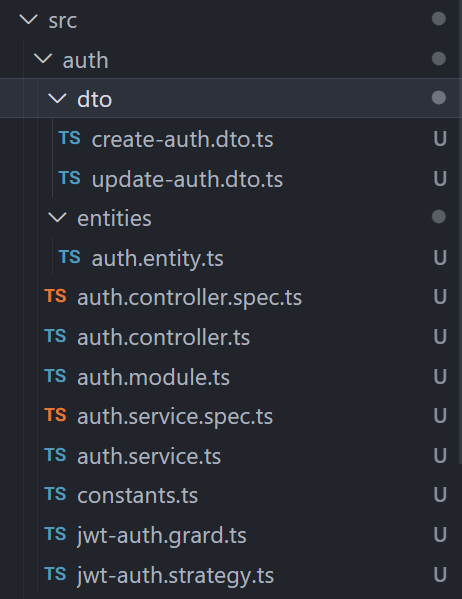 src
auth
dto
TS create-auth.dto.ts U
TS update-auth.dto.ts U
entities
TS auth.entity.ts U
TS auth.controller.spec.ts U
TS auth.controller.ts U
TS auth.module.ts U
TS auth.service.spec.ts U
TS auth.service.ts U
TS constants.ts U
TS jwt-auth.grard.ts U
TS jwt-auth.strategy.ts U